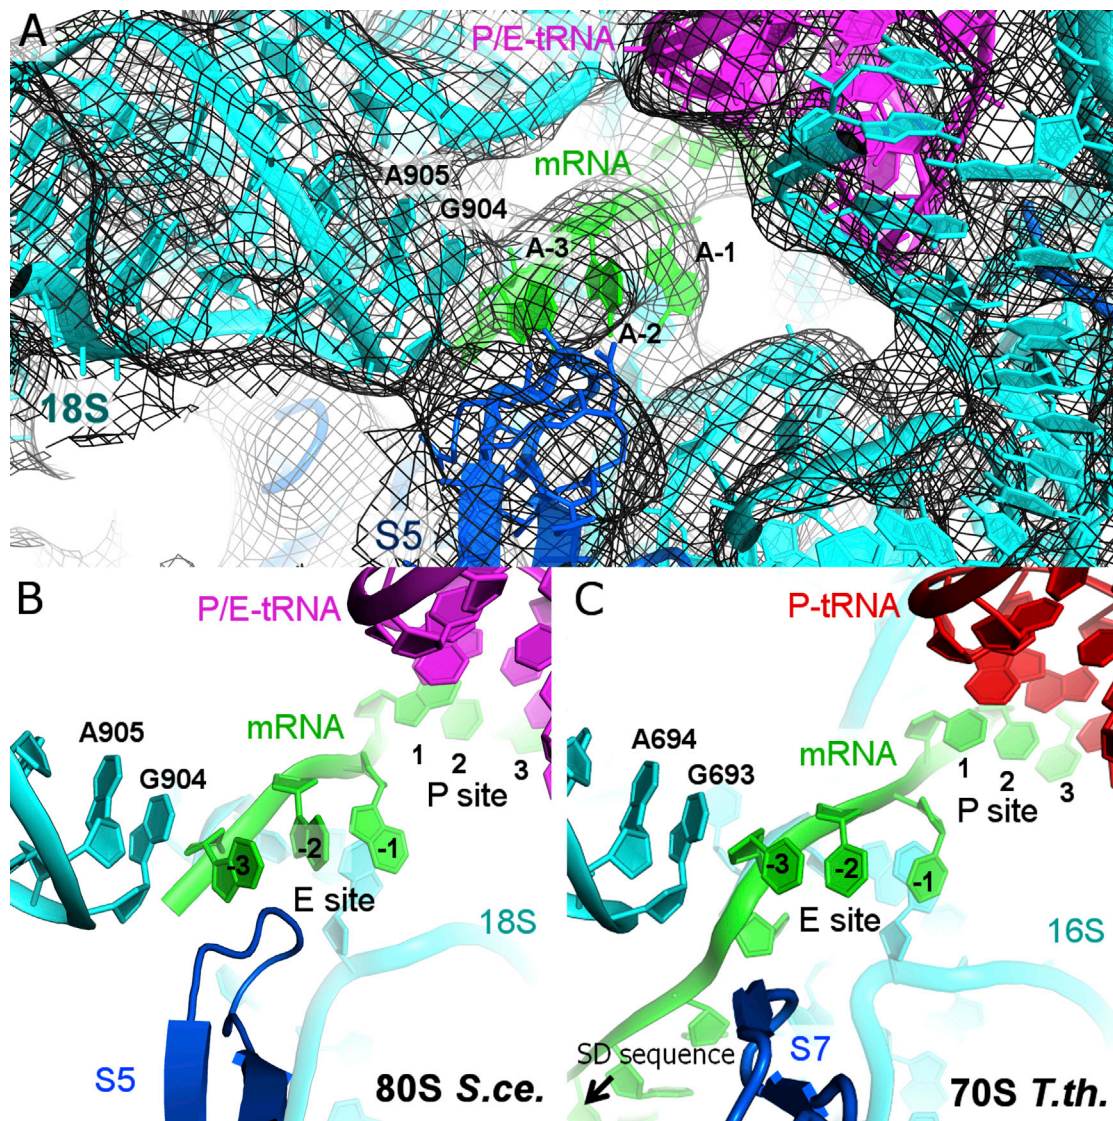 A
P/E-tRNA
mRNA
A905
G904
A-3
A-1
A-2
18S
S5
B
P/E-tRNA
A905
mRNA
G904
1
2
3
P site
-3
-2
-1
E site
18S
S5
80S S.ce.
C
P-tRNA
A694
mRNA
G693
1
2
3
P site
-3
-2
-1
E site
16S
SD sequence
S7
70S T.th.